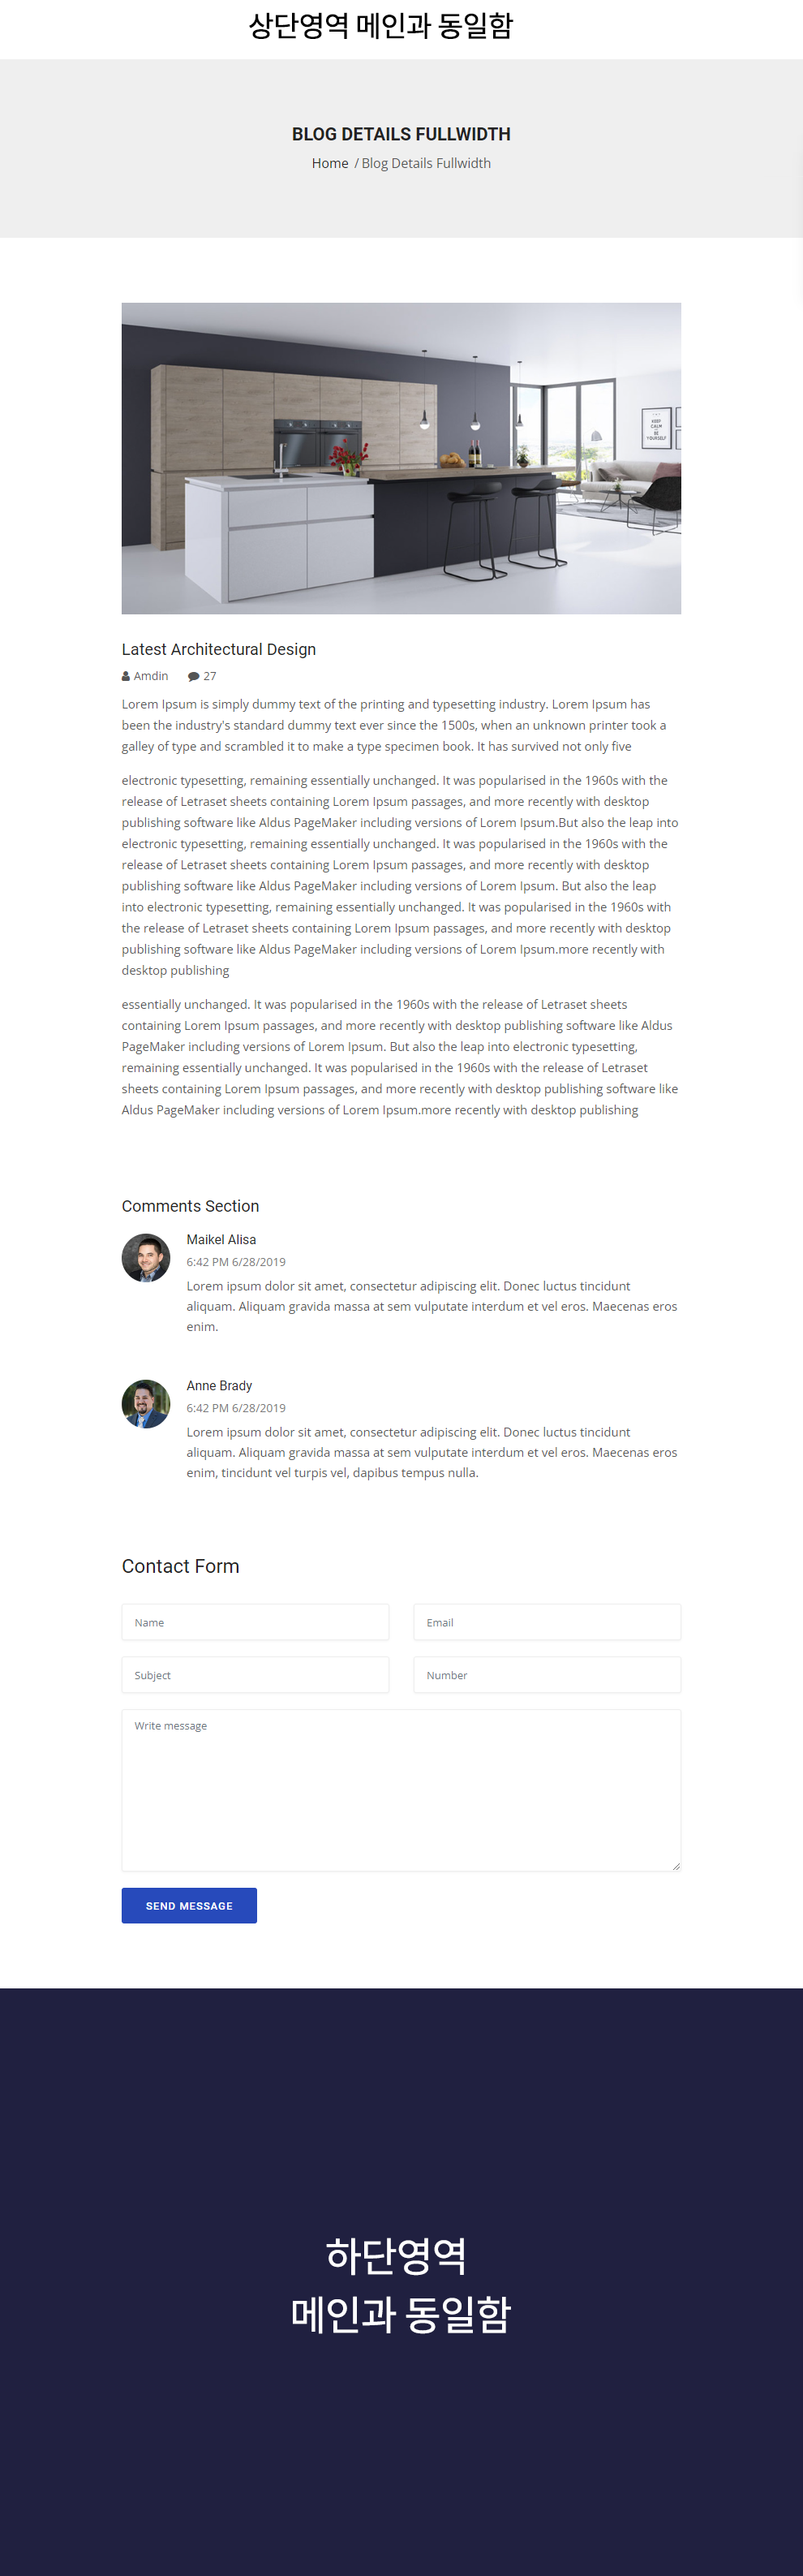 상단영역 메인과 동일함
BLOG DETAILS FULLWIDTH
Home / Blog Details Fullwidth
KEEP
CALM
BE
YOURSELF
Latest Architectural Design
Amdin 27
Lorem Ipsum is simply dummy text of the printing and typesetting industry. Lorem Ipsum has
been the industry's standard dummy text ever since the 1500s, when an unknown printer took a
galley of type and scrambled it to make a type specimen book. It has survived not only five
electronic typesetting, remaining essentially unchanged. It was popularised in the 1960s with the
release of Letraset sheets containing Lorem Ipsum passages, and more recently with desktop
publishing software like Aldus PageMaker including versions of Lorem Ipsum.But also the leap into
electronic typesetting, remaining essentially unchanged. It was popularised in the 1960s with the
release of Letraset sheets containing Lorem Ipsum passages, and more recently with desktop
publishing software like Aldus PageMaker including versions of Lorem Ipsum. But also the leap
into electronic typesetting, remaining essentially unchanged. It was popularised in the 1960s with
the release of Letraset sheets containing Lorem Ipsum passages, and more recently with desktop
publishing software like Aldus PageMaker including versions of Lorem Ipsum.more recently with
desktop publishing
essentially unchanged. It was popularised in the 1960s with the release of Letraset sheets
containing Lorem Ipsum passages, and more recently with desktop publishing software like Aldus
PageMaker including versions of Lorem Ipsum. But also the leap into electronic typesetting,
remaining essentially unchanged. It was popularised in the 1960s with the release of Letraset
sheets containing Lorem Ipsum passages, and more recently with desktop publishing software like
Aldus PageMaker including versions of Lorem Ipsum.more recently with desktop publishing
Comments Section
Maikel Alisa
6:42 PM 6/28/2019
Lorem ipsum dolor sit amet, consectetur adipiscing elit. Donec luctus tincidunt
aliquam. Aliquam gravida massa at sem vulputate interdum et vel eros. Maecenas eros
enim.
Anne Brady
6:42 PM 6/28/2019
Lorem ipsum dolor sit amet, consectetur adipiscing elit. Donec luctus tincidunt
aliquam. Aliquam gravida massa at sem vulputate interdum et vel eros. Maecenas eros
enim, tincidunt vel turpis vel, dapibus tempus nulla.
Contact Form
Name Email
Subject Number
Write message
SEND MESSAGE
하단영역
메인과 동일함